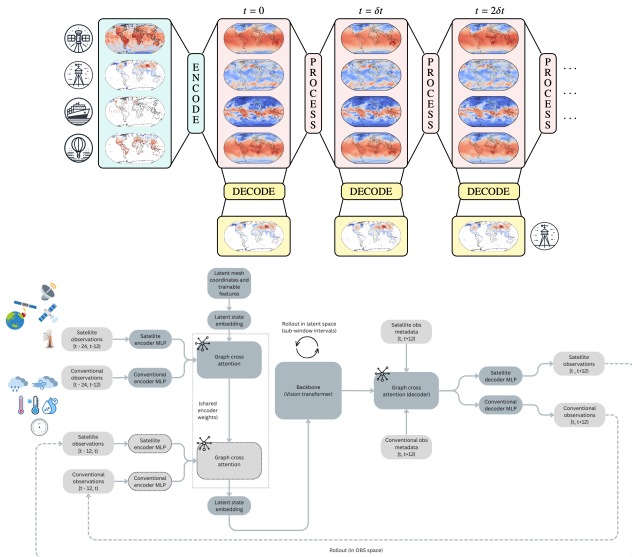 t = 0
t = δt
t = 2δt
ENCODE
PROCESS
PROCESS
PROCESS
...
...
...
DECODE
DECODE
DECODE
Latent mesh
coordinates and
trainable
features
Latent state
embedding
Satellite
observations
[t - 24, t-12)
Satellite
encoder MLP
Graph cross
attention
Conventional
observations
[t - 24, t-12)
Conventional
encoder MLP
(shared
encoder
weights)
Rollout in latent space
(sub-window intervals)
Backbone
(Vision transformer)
Satellite obs
metadata
[t, t+12)
Graph cross
attention (decoder)
Conventional obs
metadata
[t, t+12)
Satellite
decoder MLP
Conventional
decoder MLP
Satellite
observations
[t, t+12)
Conventional
observations
[t, t+12)
Satellite
observations
[t - 12, t)
Satellite
encoder MLP
Graph cross
attention
Conventional
observations
[t - 12, t)
Conventional
encoder MLP
Latent state
embedding
Rollout (in OBS space)